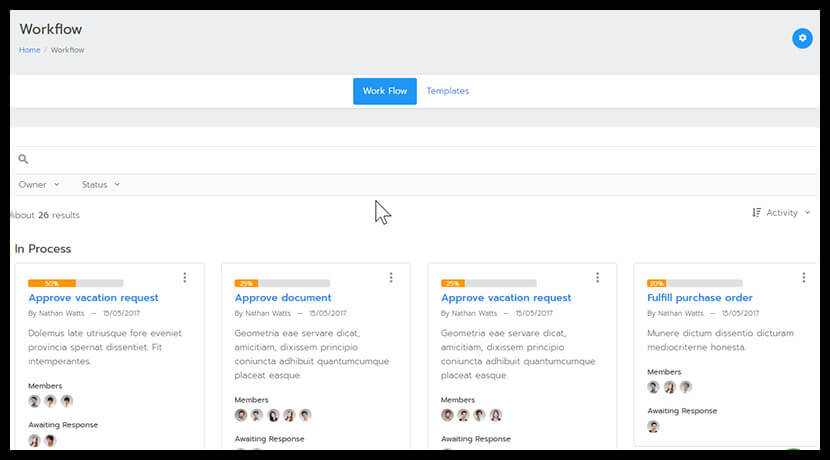 Workflow
Home / Workflow
Work Flow Templates
Owner Status
About 26 results Activity
In Process
50%
Approve vacation request
By Nathan Watts — 15/05/2017
Dolemus late utriusque fore eveniet
provincia spernat dissentiet. Fit
intemperantes.
Members
Awaiting Response
25%
Approve document
By Nathan Watts — 15/05/2017
Geometria eae servare dicat,
amicitiam, dixissem principio
coniuncta adhibuit quantumcumque
placeat easque.
Members
Awaiting Response
25%
Approve vacation request
By Nathan Watts — 15/05/2017
Geometria eae servare dicat,
amicitiam, dixissem principio
coniuncta adhibuit quantumcumque
placeat easque.
Members
Awaiting Response
20%
Fulfill purchase order
By Nathan Watts — 15/05/2017
Munere dictum dissentio dicturam
mediocriterne honesta.
Members
Awaiting Response